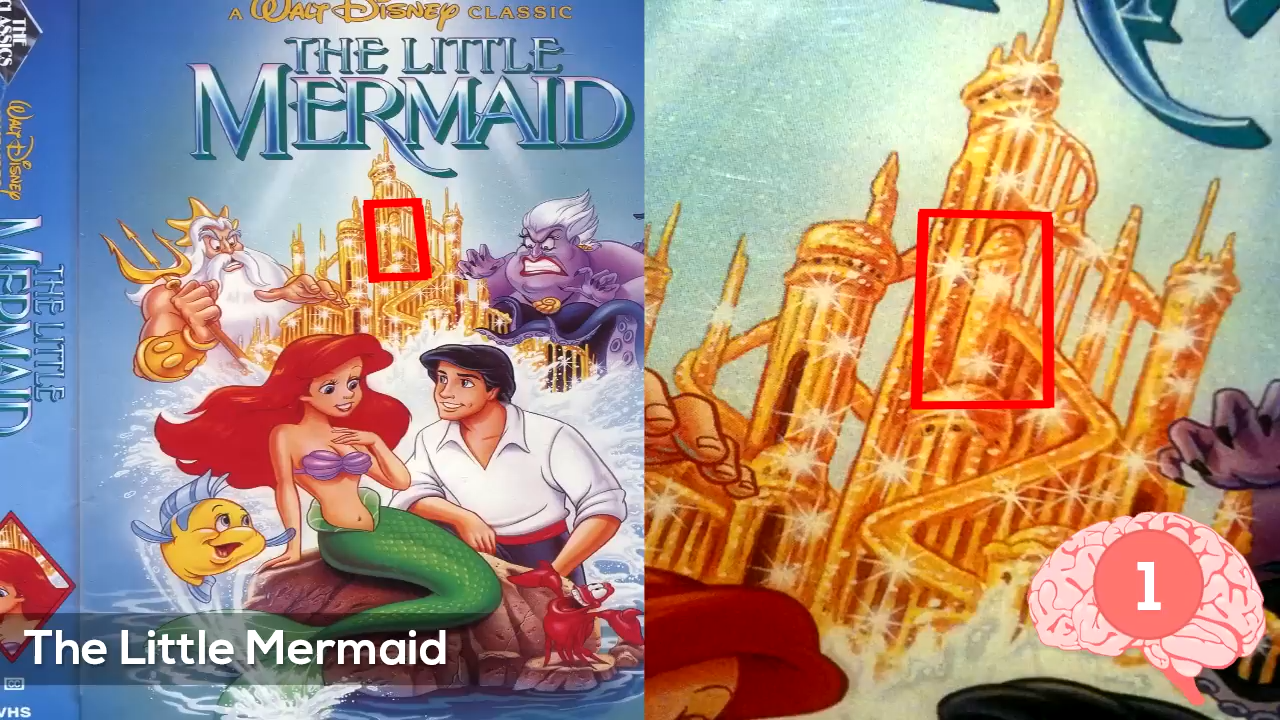 A WALT DISNEY CLASSIC
THE LITTLE
MERMAID
THE CLASSICS
WALT DISNEY
THE LITTLE
MERMAID
The Little Mermaid
CC
VHS
1